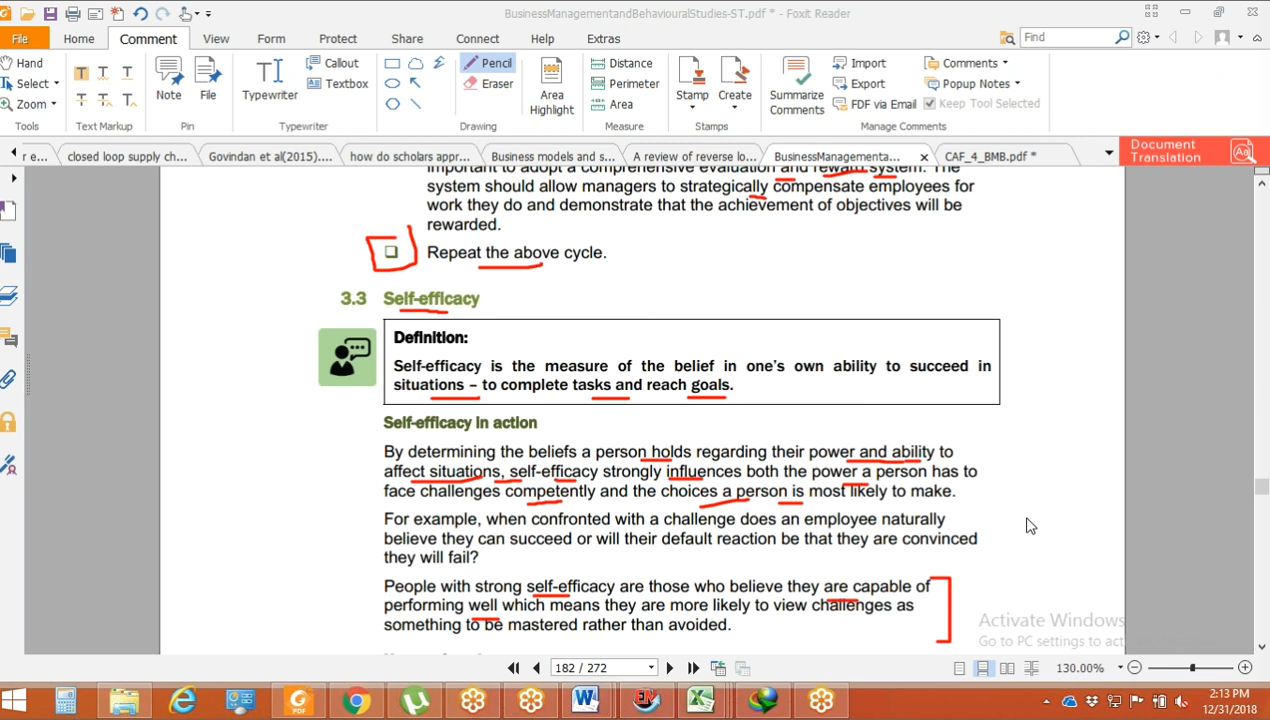 BusinessManagementandBehaviouralStudies-ST.pdf * - Foxit Reader
File Home Comment View Form Protect Share Connect Help Extras Find
Hand
Select
Zoom
Tools
Text Markup
Note
File
Pin
Typewriter
Callout
Textbox
Typewriter
Pencil
Eraser
Area Highlight
Drawing
Distance
Perimeter
Area
Measure
Stamp
Create
Stamps
Summarize Comments
Import
Export
FDF via Email
Comments
Popup Notes
Keep Tool Selected
Manage Comments
r e... closed loop supply ch... Govindan et al(2015).... how do scholars appr... Business models and s... A review of reverse lo... BusinessManagementa... CAF_4_BMB.pdf *
Document Translation
important to adopt a comprehensive evaluation and reward system. The
system should allow managers to strategically compensate employees for
work they do and demonstrate that the achievement of objectives will be
rewarded.
Repeat the above cycle.
3.3 Self-efficacy
Definition:
Self-efficacy is the measure of the belief in one's own ability to succeed in
situations – to complete tasks and reach goals.
Self-efficacy in action
By determining the beliefs a person holds regarding their power and ability to
affect situations, self-efficacy strongly influences both the power a person has to
face challenges competently and the choices a person is most likely to make.
For example, when confronted with a challenge does an employee naturally
believe they can succeed or will their default reaction be that they are convinced
they will fail?
People with strong self-efficacy are those who believe they are capable of
performing well which means they are more likely to view challenges as
something to be mastered rather than avoided.
Activate Windows
Go to PC settings to act
182 / 272
130.00%
2:13 PM
12/31/2018